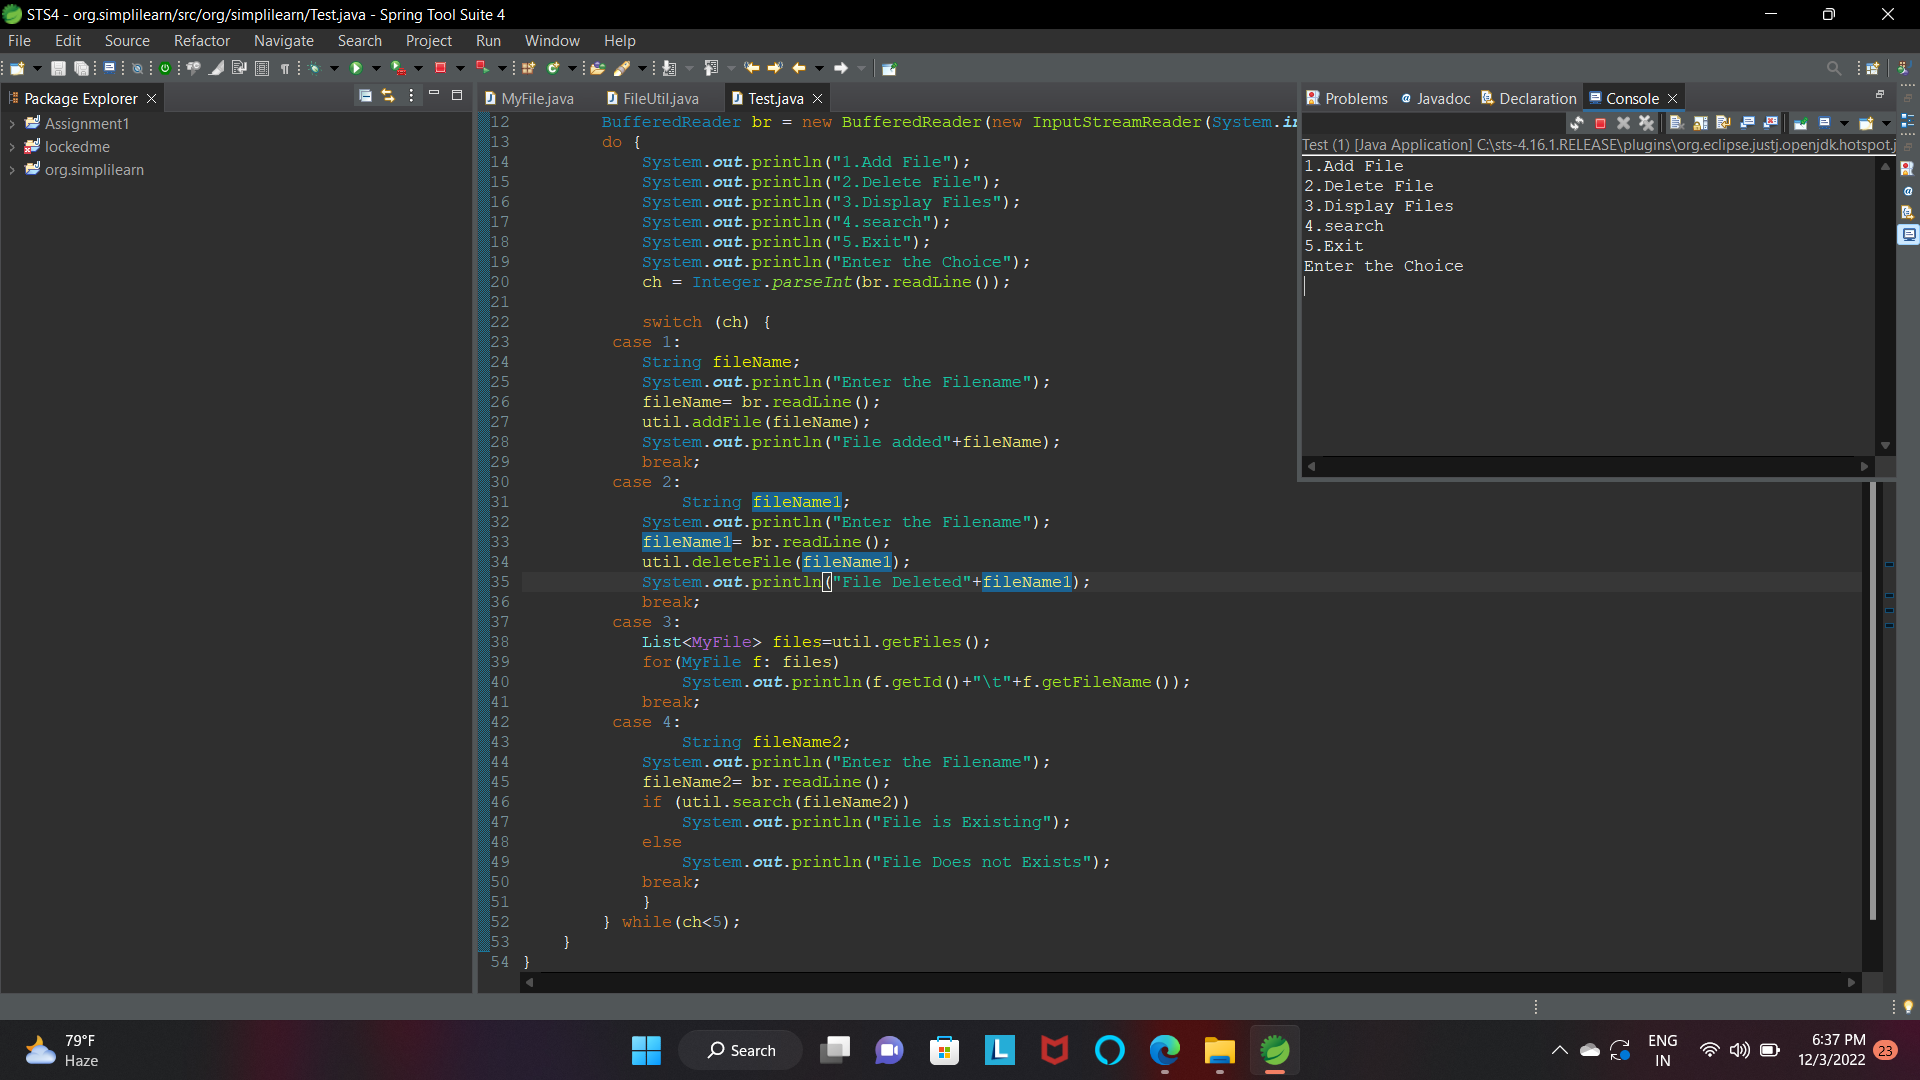 STS4 - org.simplilearn/src/org/simplilearn/Test.java - Spring Tool Suite 4
File Edit Source Refactor Navigate Search Project Run Window Help
Package Explorer
Assignment1
lockedme
org.simplilearn
MyFile.java FileUtil.java Test.java
12 BufferedReader br = new BufferedReader(new InputStreamReader(System.in
13 do {
14 System.out.println("1.Add File");
15 System.out.println("2.Delete File");
16 System.out.println("3.Display Files");
17 System.out.println("4.search");
18 System.out.println("5.Exit");
19 System.out.println("Enter the Choice");
20 ch = Integer.parseInt(br.readLine());
21
22 switch (ch) {
23 case 1:
24 String fileName;
25 System.out.println("Enter the Filename");
26 fileName= br.readLine();
27 util.addFile(fileName);
28 System.out.println("File added"+fileName);
29 break;
30 case 2:
31 String fileName1;
32 System.out.println("Enter the Filename");
33 fileName1= br.readLine();
34 util.deleteFile(fileName1);
35 System.out.println("File Deleted"+fileName1);
36 break;
37 case 3:
38 List<MyFile> files=util.getFiles();
39 for(MyFile f: files)
40 System.out.println(f.getId()+"\t"+f.getFileName());
41 break;
42 case 4:
43 String fileName2;
44 System.out.println("Enter the Filename");
45 fileName2= br.readLine();
46 if (util.search(fileName2))
47 System.out.println("File is Existing");
48 else
49 System.out.println("File Does not Exists");
50 break;
51 }
52 } while(ch<5);
53 }
54 }
Problems Javadoc Declaration Console
Test (1) [Java Application] C:\sts-4.16.1.RELEASE\plugins\org.eclipse.justj.openjdk.hotspot.j
1.Add File
2.Delete File
3.Display Files
4.search
5.Exit
Enter the Choice
79°F
Haze
Search
ENG
IN
6:37 PM
12/3/2022
23